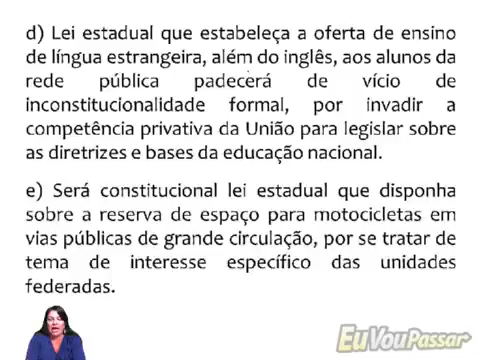 d) Lei estadual que estabeleça a oferta de ensino
de língua estrangeira, além do inglês, aos alunos da
rede pública padecerá de vício de
inconstitucionalidade formal, por invadir a
competência privativa da União para legislar sobre
as diretrizes e bases da educação nacional.
e) Será constitucional lei estadual que disponha
sobre a reserva de espaço para motocicletas em
vias públicas de grande circulação, por se tratar de
tema de interesse específico das unidades
federadas.
EuVouPassar